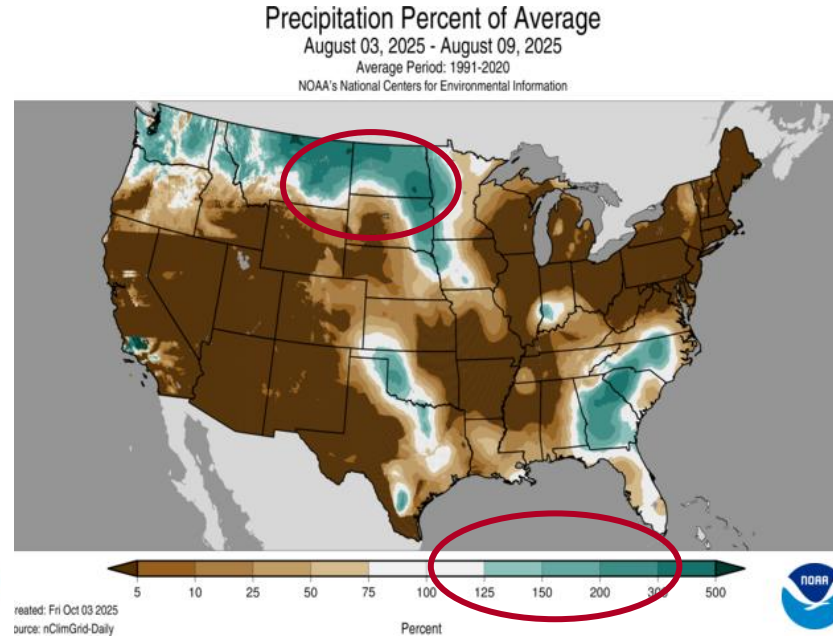 Precipitation Percent of Average
August 03, 2025 - August 09, 2025
Average Period: 1991-2020
NOAA's National Centers for Environmental Information
5 10 25 50 75 100 125 150 200 300 500
NOAA
reated: Fri Oct 03 2025
ource: nClimGrid-Daily
Percent